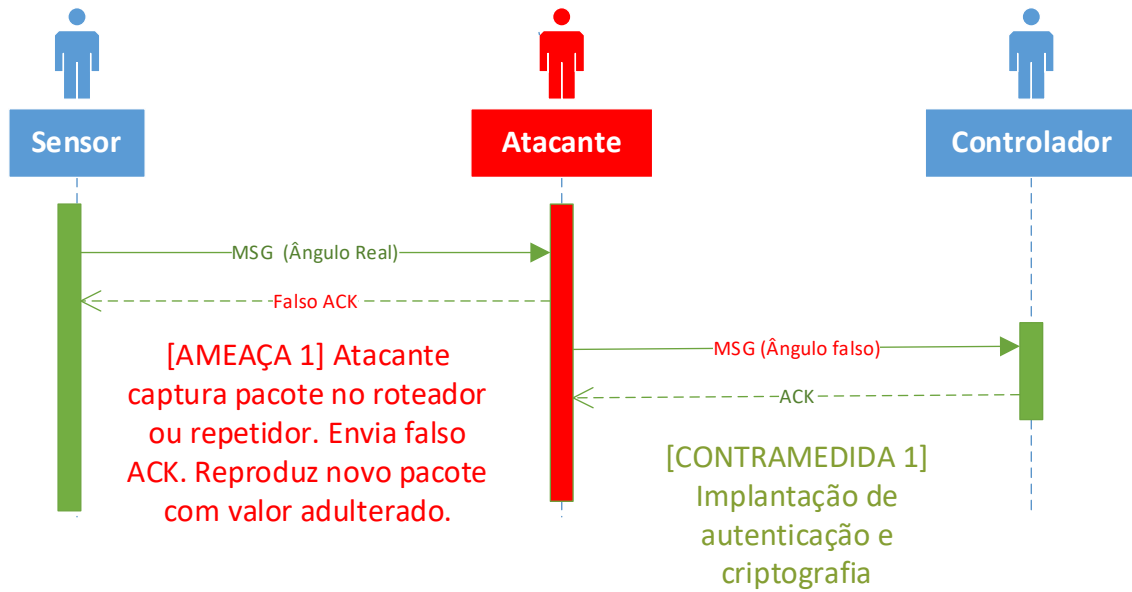 Sensor
Atacante
Controlador
MSG (Ângulo Real)
Falso ACK
[AMEAÇA 1] Atacante
captura pacote no roteador
ou repetidor. Envia falso
ACK. Reproduz novo pacote
com valor adulterado.
MSG (Ângulo falso)
ACK
[CONTRAMEDIDA 1]
Implantação de
autenticação e
criptografia